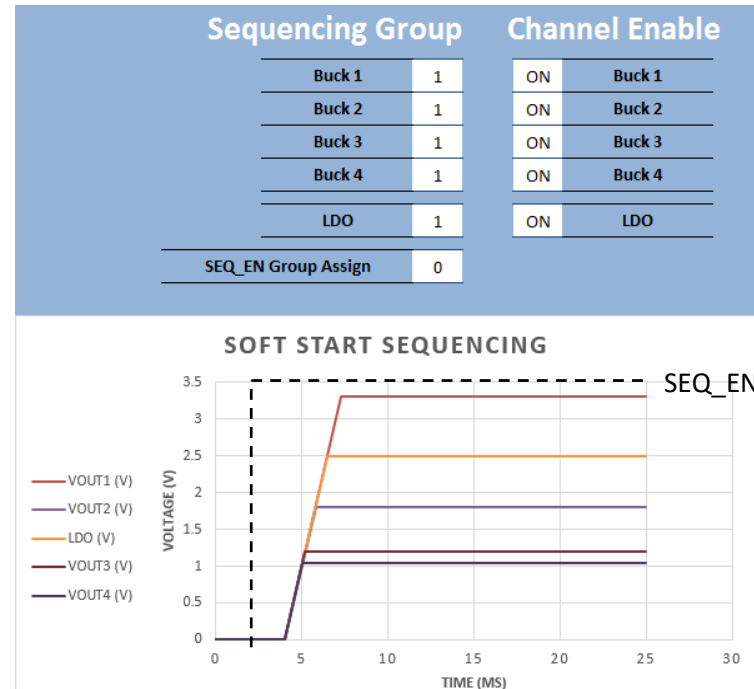 Sequencing Group Channel Enable
Buck 1 1 ON Buck 1
Buck 2 1 ON Buck 2
Buck 3 1 ON Buck 3
Buck 4 1 ON Buck 4
LDO 1 ON LDO
SEQ_EN Group Assign 0
SOFT START SEQUENCING
SEQ_EN
3.5
3
2.5
2
1.5
1
0.5
0
VOLTAGE (V)
VOUT1 (V)
VOUT2 (V)
LDO (V)
VOUT3 (V)
VOUT4 (V)
0 5 10 15 20 25 30
TIME (MS)